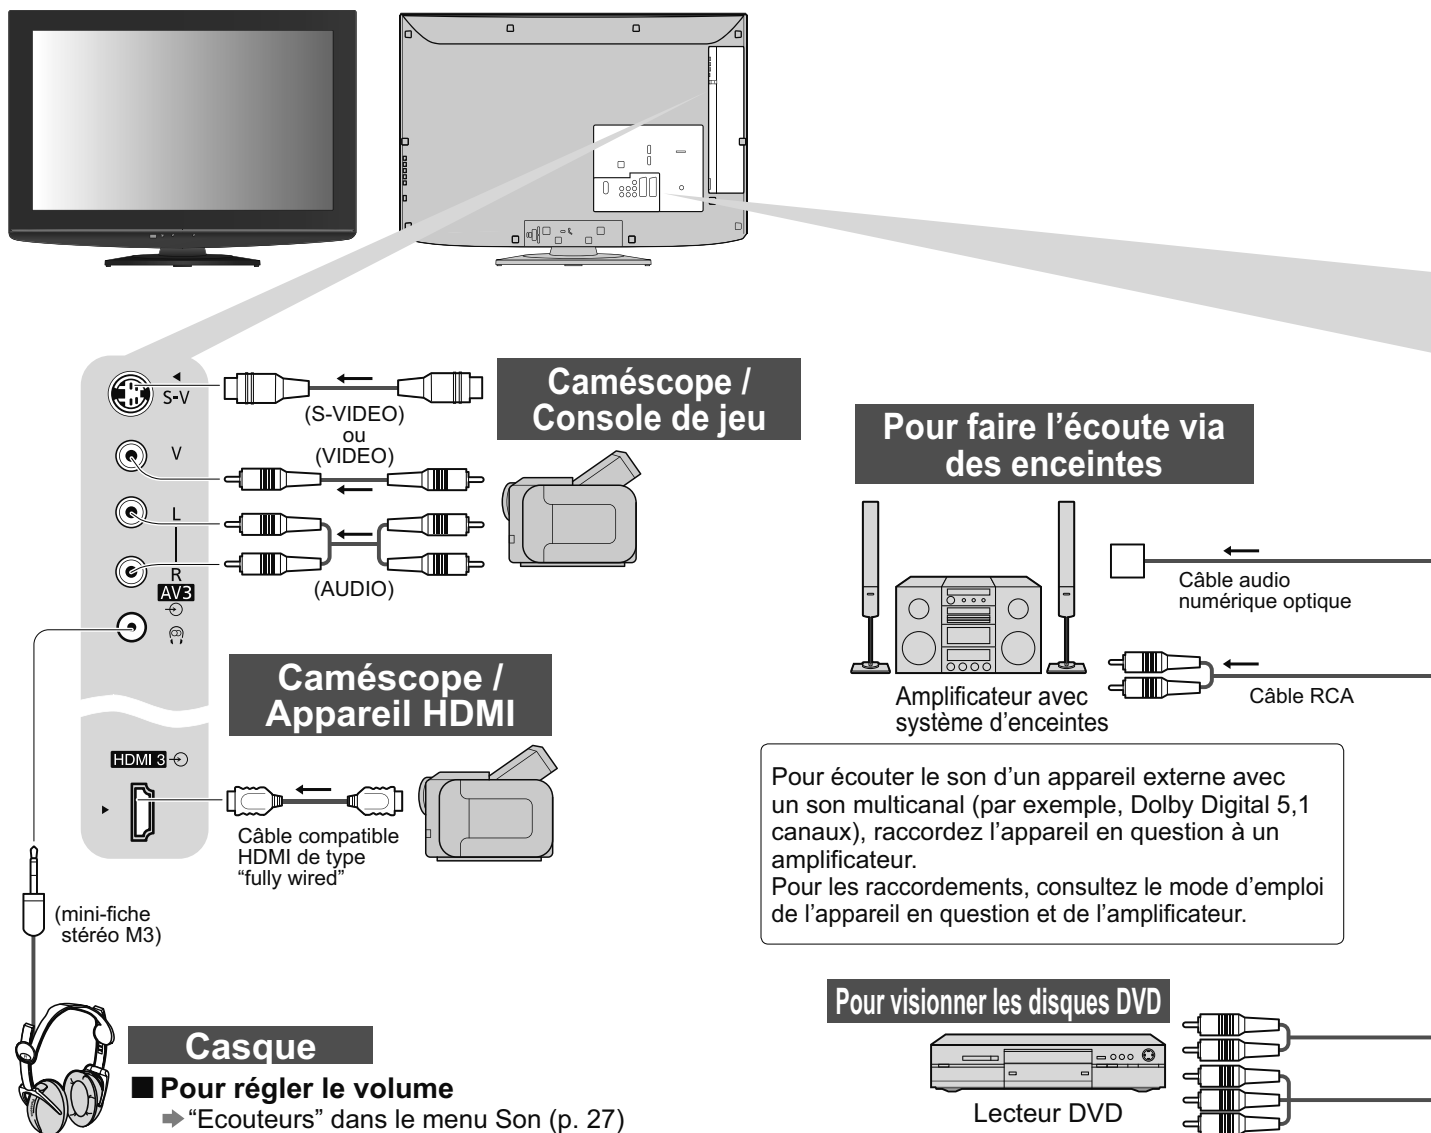 S-V
V
L
R
AV3
(S-VIDEO)
ou
(VIDEO)
(AUDIO)
Caméscope /
Console de jeu
Caméscope /
Appareil HDMI
HDMI 3
Câble compatible
HDMI de type
“fully wired”
(mini-fiche
stéréo M3)
Casque
■ Pour régler le volume
“Ecouteurs” dans le menu Son (p. 27)
Pour faire l’écoute via
des enceintes
Câble audio
numérique optique
Câble RCA
Amplificateur avec
système d’enceintes
Pour écouter le son d’un appareil externe avec
un son multicanal (par exemple, Dolby Digital 5,1
canaux), raccordez l’appareil en question à un
amplificateur.
Pour les raccordements, consultez le mode d’emploi
de l’appareil en question et de l’amplificateur.
Pour visionner les disques DVD
Lecteur DVD